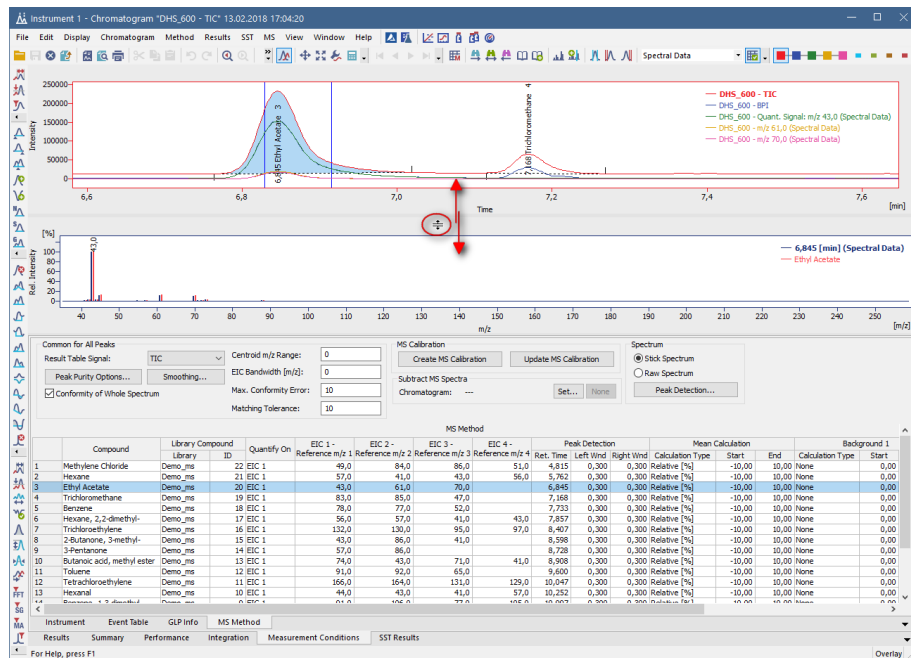 Instrument 1 - Chromatogram "DHS_600 - TIC" 13.02.2018 17:04:20
File Edit Display Chromatogram Method Results SST MS View Window Help
Spectral Data
250000
200000
150000
100000
50000
0
Intensity
6,845 Ethyl Acetate 3
7,168 Trichloromethane 4
DHS_600 - TIC
DHS_600 - BPI
DHS_600 - Quant. Signal: m/z 43,0 (Spectral Data)
DHS_600 - m/z 61,0 (Spectral Data)
DHS_600 - m/z 70,0 (Spectral Data)
6,6 6,8 7,0 7,2 7,4 7,6
Time
[min]
[%]
100
80
60
40
20
0
Rel. Intensity
43,0
6,845 [min] (Spectral Data)
Ethyl Acetate
40 50 60 70 80 90 100 110 120 130 140 150 160 170 180 190 200 210 220 230 240 250
m/z
[m/z]
Common for All Peaks
Result Table Signal: TIC
Peak Purity Options... Smoothing...
Conformity of Whole Spectrum
Centroid m/z Range: 0
EIC Bandwidth [m/z]: 0
Max. Conformity Error: 10
Matching Tolerance: 10
MS Calibration
Create MS Calibration Update MS Calibration
Subtract MS Spectra
Chromatogram: --- Set... None
Spectrum
Stick Spectrum
Raw Spectrum
Peak Detection...
MS Method
Compound Library Compound Quantify On EIC 1 - EIC 2 - EIC 3 - EIC 4 - Peak Detection Mean Calculation Background 1
Library ID Reference m/z 1 Reference m/z 2 Reference m/z 3 Reference m/z 4 Ret. Time Left Wnd Right Wnd Calculation Type Start End Calculation Type Start
1 Methylene Chloride Demo_ms 22 EIC 1 49,0 84,0 86,0 51,0 4,815 0,300 0,300 Relative [%] -10,00 10,00 None 0,00
2 Hexane Demo_ms 21 EIC 1 57,0 41,0 43,0 56,0 5,762 0,300 0,300 Relative [%] -10,00 10,00 None 0,00
3 Ethyl Acetate Demo_ms 20 EIC 1 43,0 61,0 70,0 6,845 0,300 0,300 Relative [%] -10,00 10,00 None 0,00
4 Trichloromethane Demo_ms 19 EIC 1 83,0 85,0 47,0 7,168 0,300 0,300 Relative [%] -10,00 10,00 None 0,00
5 Benzene Demo_ms 18 EIC 1 78,0 77,0 52,0 7,733 0,300 0,300 Relative [%] -10,00 10,00 None 0,00
6 Hexane, 2,2-dimethyl- Demo_ms 17 EIC 1 56,0 57,0 41,0 43,0 7,857 0,300 0,300 Relative [%] -10,00 10,00 None 0,00
7 Trichloroethylene Demo_ms 16 EIC 1 132,0 130,0 95,0 97,0 8,407 0,300 0,300 Relative [%] -10,00 10,00 None 0,00
8 2-Butanone, 3-methyl- Demo_ms 15 EIC 1 43,0 86,0 41,0 8,598 0,300 0,300 Relative [%] -10,00 10,00 None 0,00
9 3-Pentanone Demo_ms 14 EIC 1 57,0 86,0 8,728 0,300 0,300 Relative [%] -10,00 10,00 None 0,00
10 Butanoic acid, methyl ester Demo_ms 13 EIC 1 74,0 43,0 71,0 41,0 8,908 0,300 0,300 Relative [%] -10,00 10,00 None 0,00
11 Toluene Demo_ms 12 EIC 1 91,0 92,0 65,0 9,600 0,300 0,300 Relative [%] -10,00 10,00 None 0,00
12 Tetrachloroethylene Demo_ms 11 EIC 1 166,0 164,0 131,0 129,0 10,047 0,300 0,300 Relative [%] -10,00 10,00 None 0,00
13 Hexanal Demo_ms 10 EIC 1 44,0 43,0 41,0 57,0 10,252 0,300 0,300 Relative [%] -10,00 10,00 None 0,00
Instrument Event Table GLP Info MS Method
Results Summary Performance Integration Measurement Conditions SST Results
For Help, press F1 Overlay